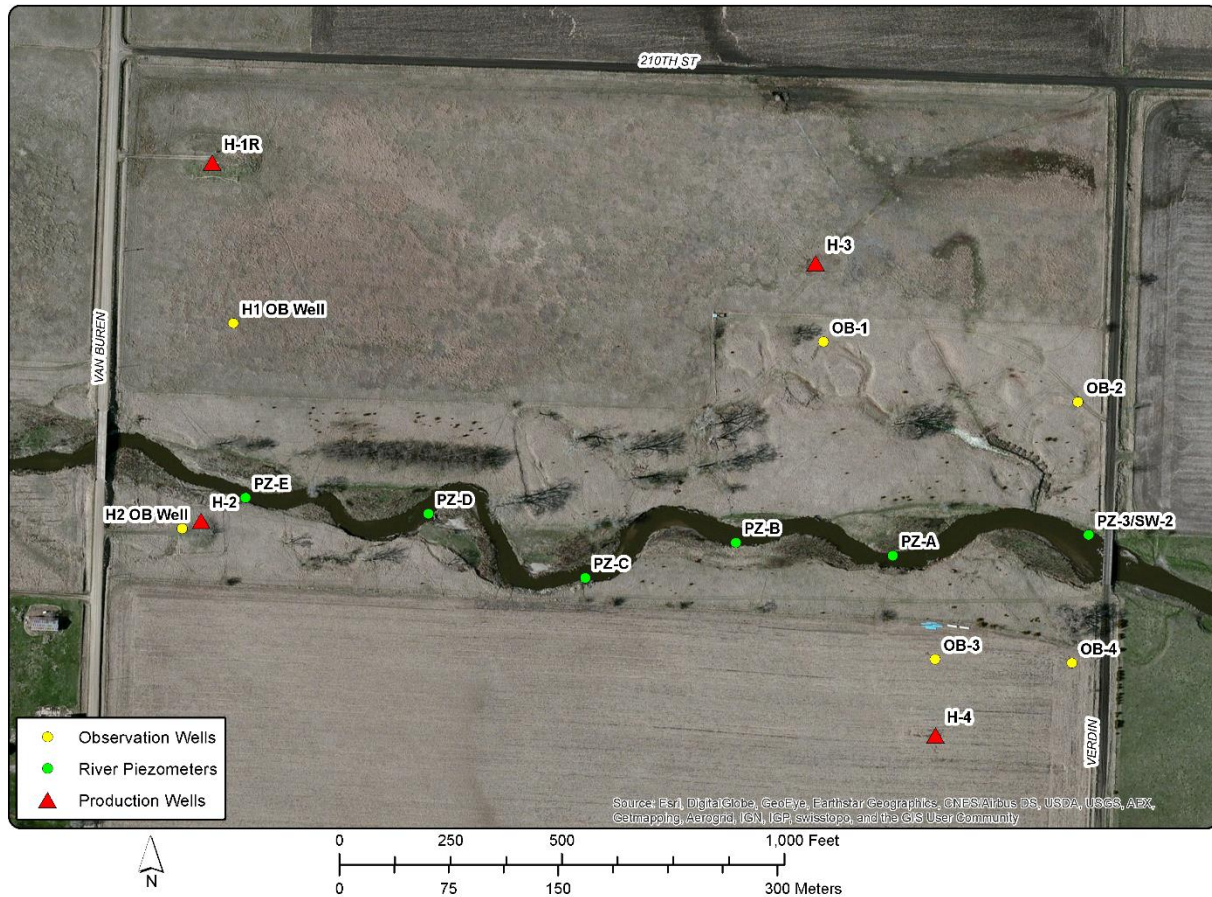 210TH ST
H-1R
H-3
H1 OB Well
OB-1
VAN BUREN
OB-2
PZ-E
H-2
H2 OB Well
PZ-D
PZ-B
PZ-A
PZ-3/SW-2
PZ-C
OB-3
OB-4
H-4
VERDIN
Observation Wells
River Piezometers
Production Wells
Source: Esri, DigitalGlobe, GeoEye, Earthstar Geographics, CNES/Airbus DS, USDA, USGS, AEX,
Getmapping, Aerogrid, IGN, IGP, swisstopo, and the GIS User Community
N
0 250 500 1,000 Feet
0 75 150 300 Meters